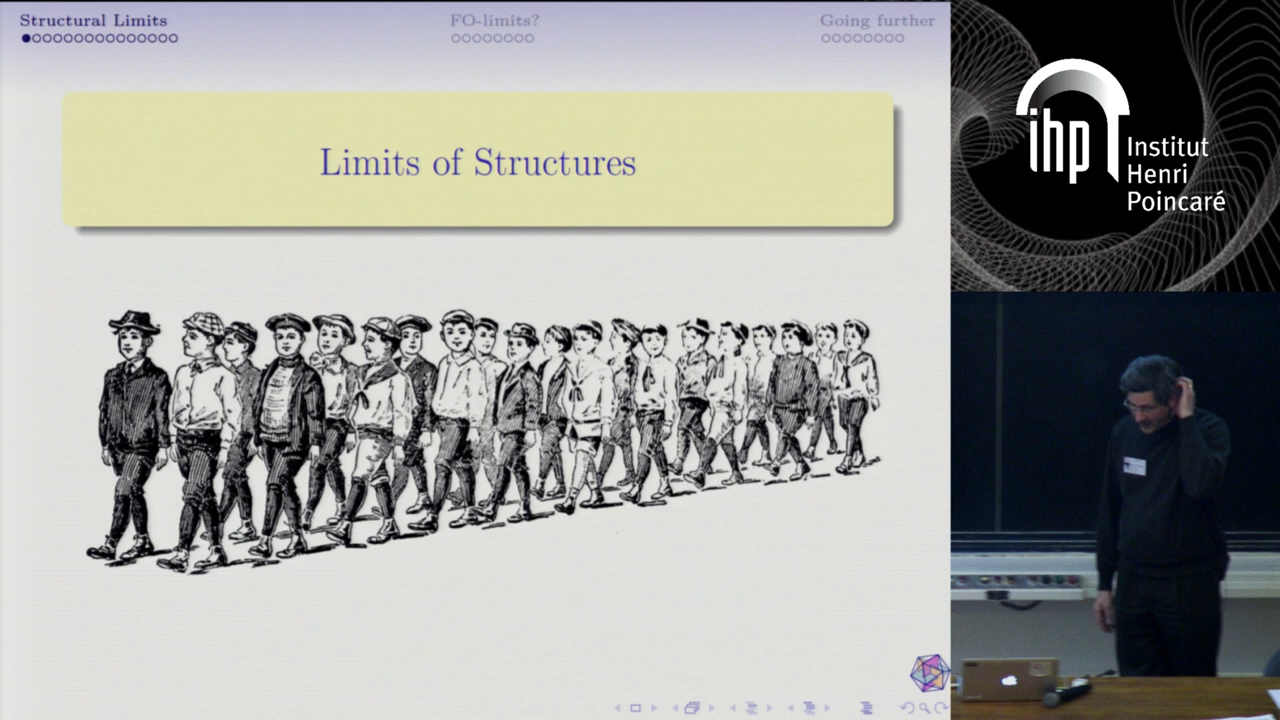 Structural Limits
FO-limits?
Going further
Limits of Structures
ihp
Institut
Henri
Poincaré